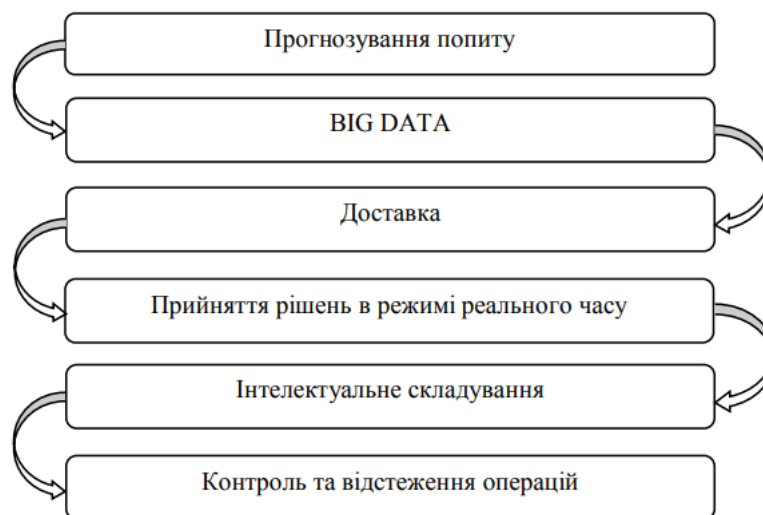 Прогнозування попиту
BIG DATA
Доставка
Прийняття рішень в режимі реального часу
Інтелектуальне складування
Контроль та відстеження операцій